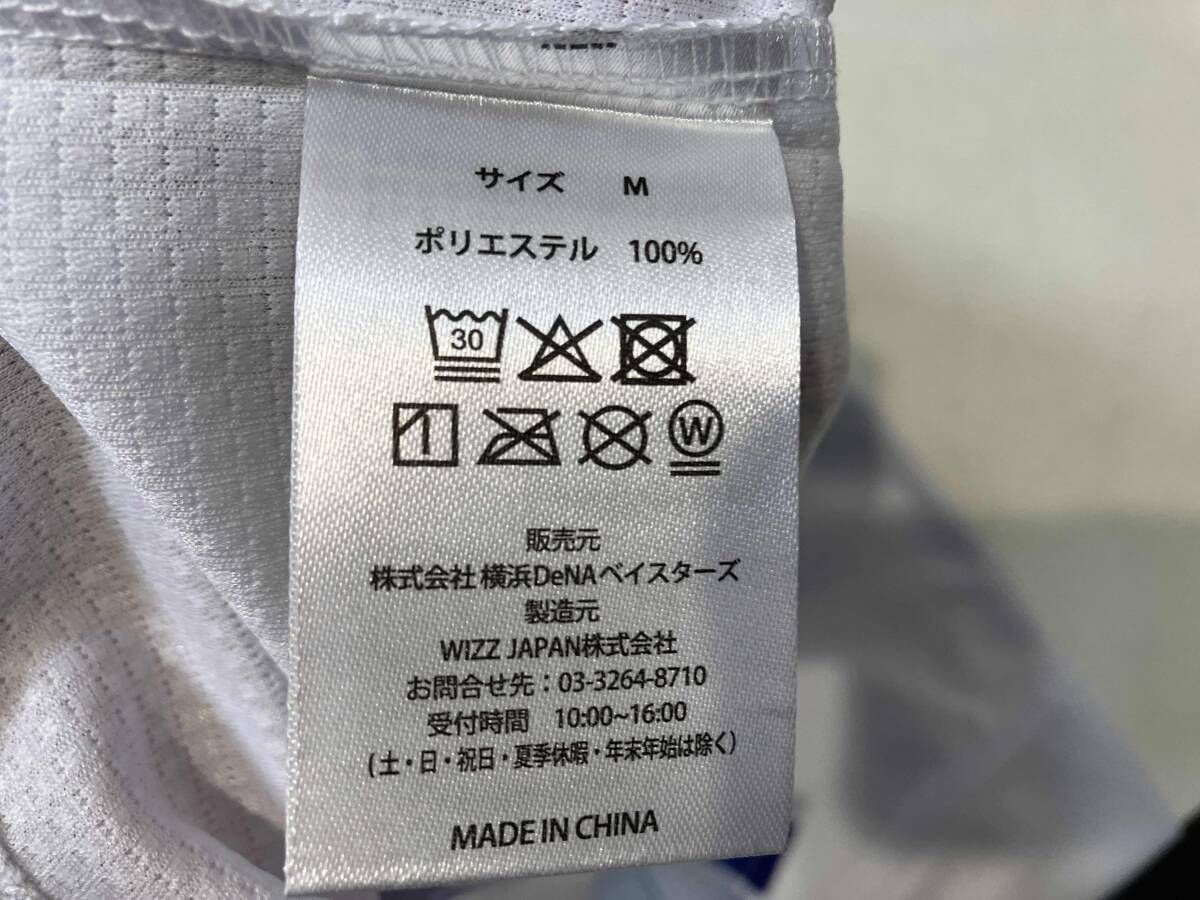 サイズ M
ポリエステル 100%
30
W
販売元
株式会社 横浜DeNAベイスターズ
製造元
WIZZ JAPAN株式会社
お問合せ先：03-3264-8710
受付時間 10:00~16:00
(土・日・祝日・夏季休暇・年末年始は除く)
MADE IN CHINA